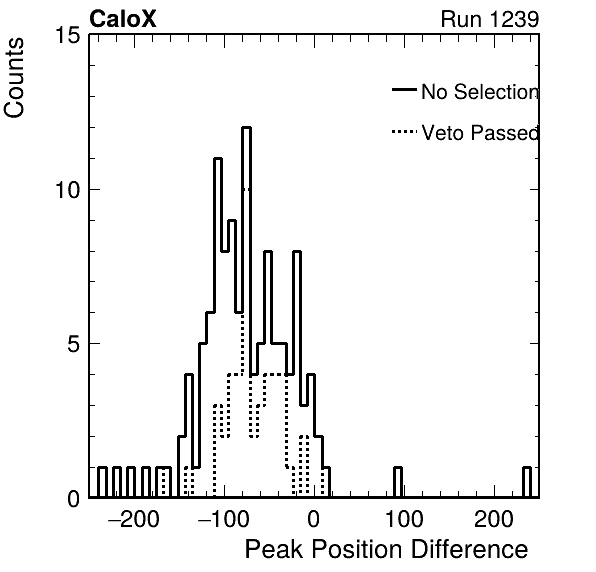 CaloX Run 1239
Counts
15
No Selection
Veto Passed
10
5
0
−200 −100 0 100 200
Peak Position Difference